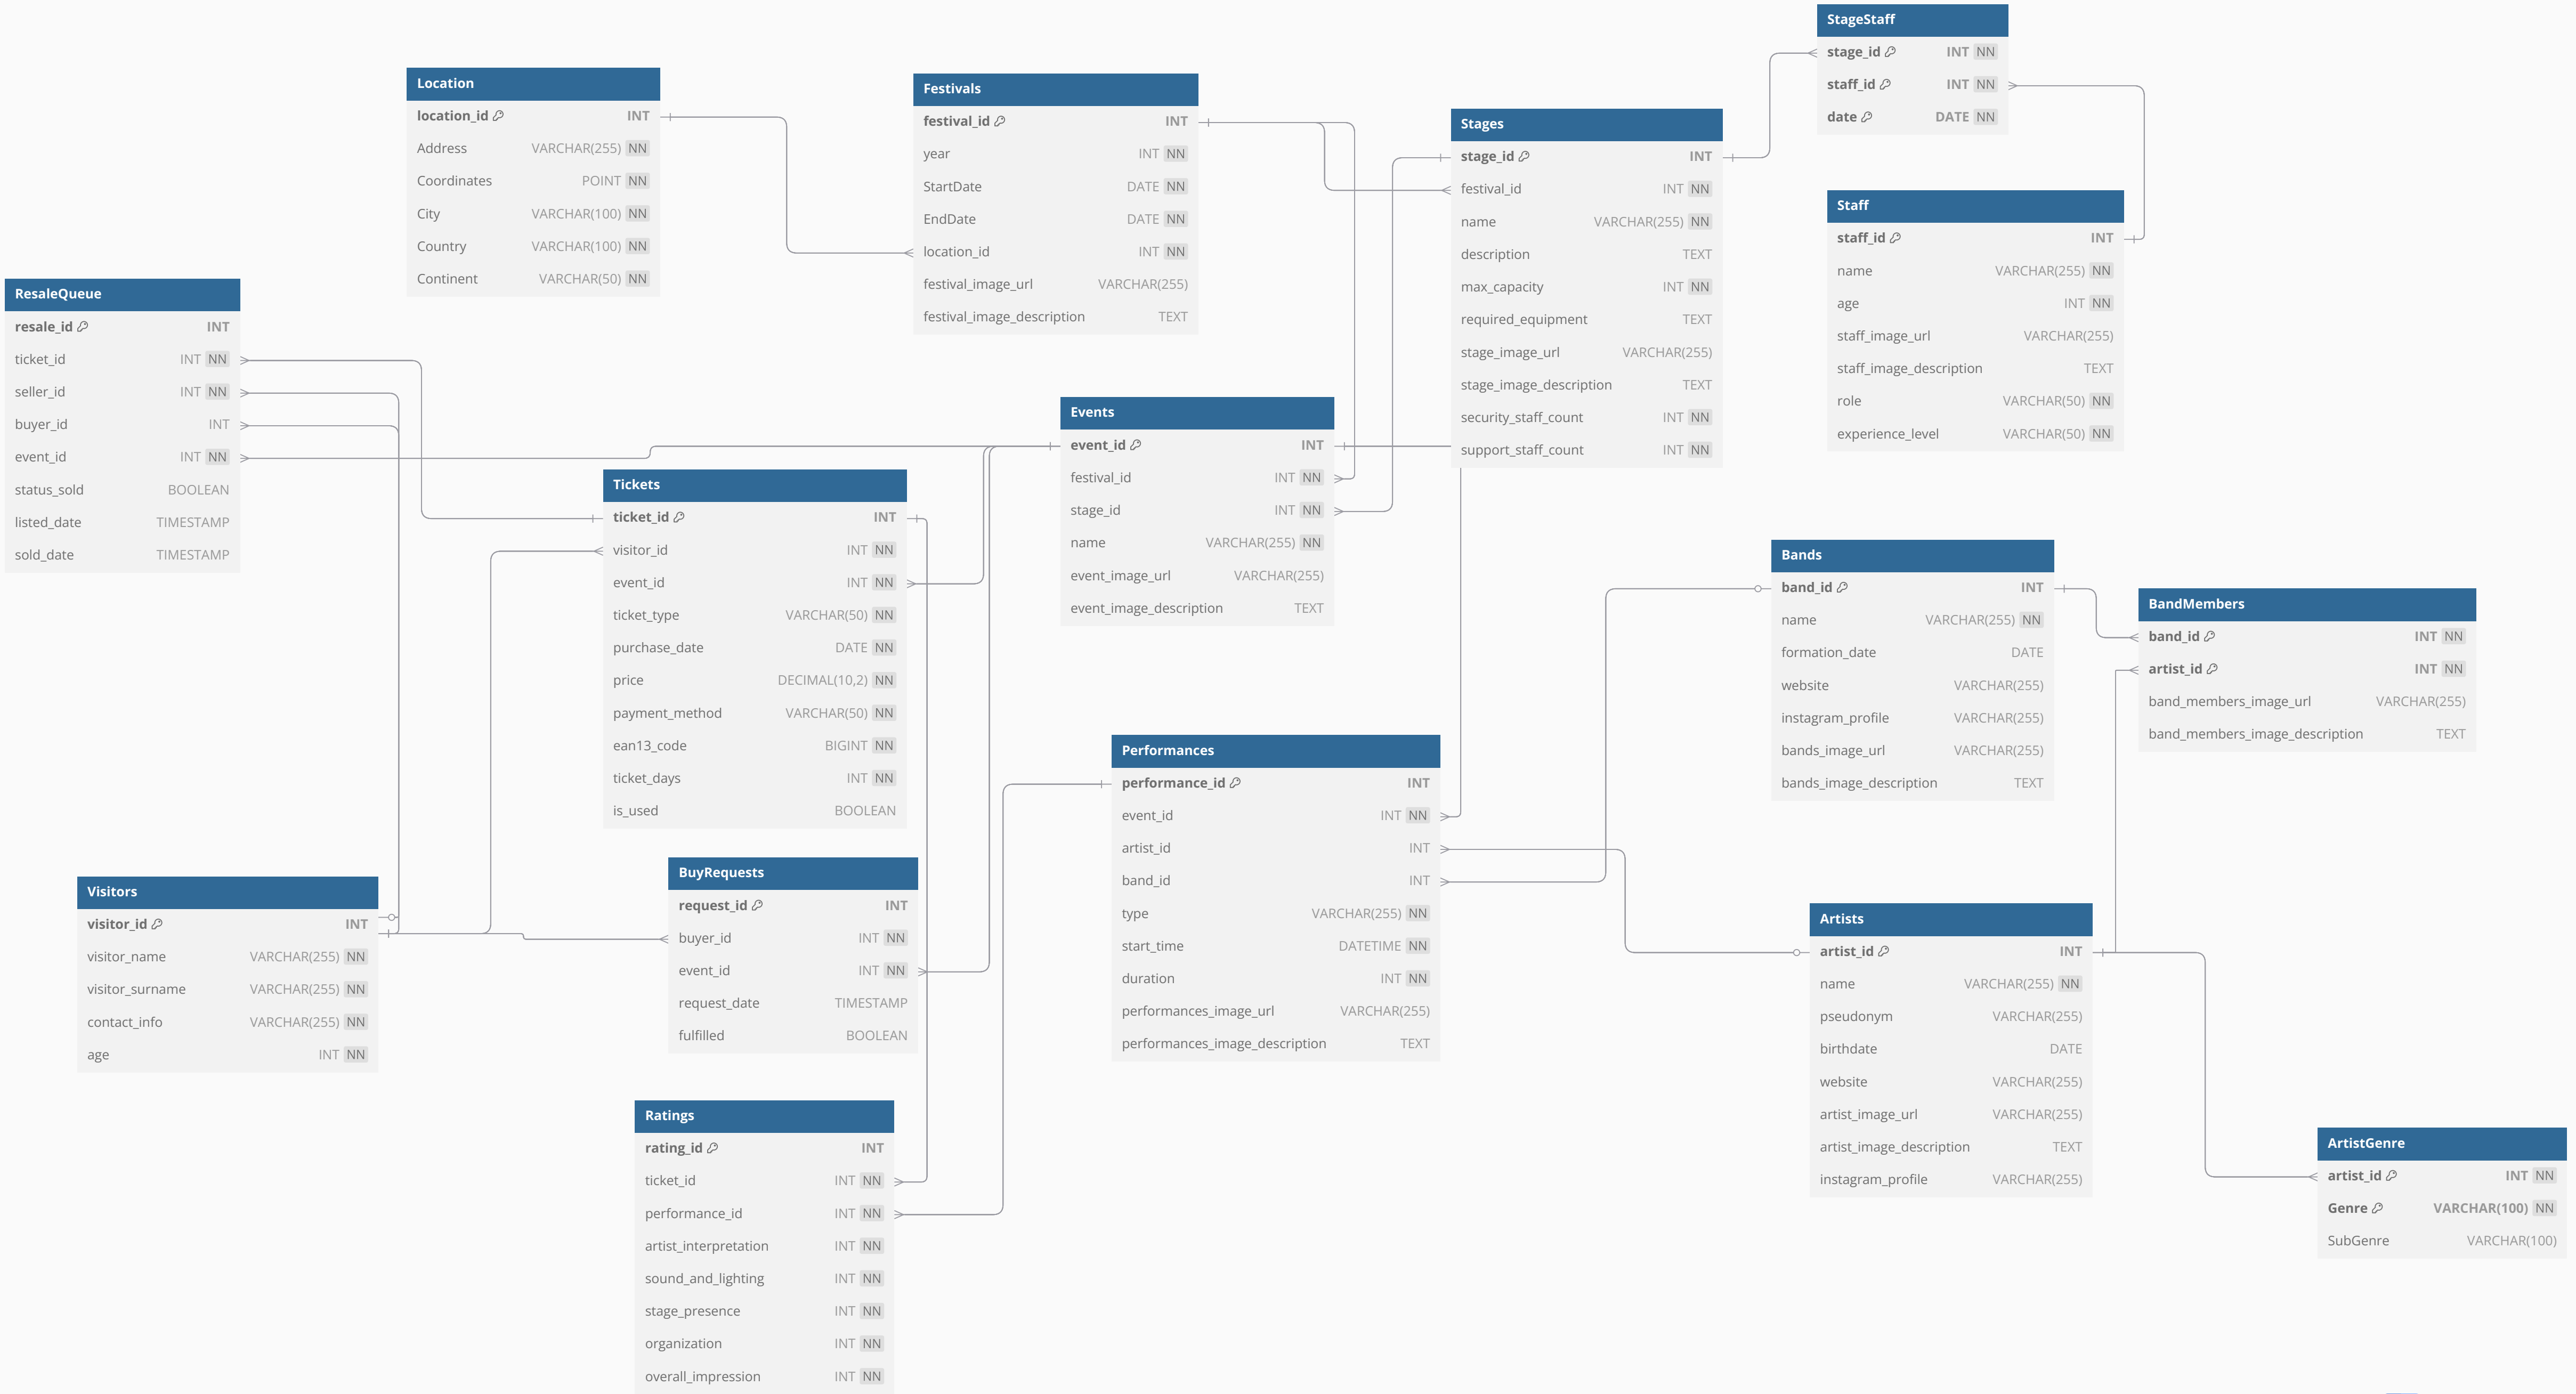 StageStaff
stage_id INT NN
staff_id INT NN
date DATE NN
Location
location_id INT
Address VARCHAR(255) NN
Coordinates POINT NN
City VARCHAR(100) NN
Country VARCHAR(100) NN
Continent VARCHAR(50) NN
Festivals
festival_id INT
year INT NN
StartDate DATE NN
EndDate DATE NN
location_id INT NN
festival_image_url VARCHAR(255)
festival_image_description TEXT
Stages
stage_id INT
festival_id INT NN
name VARCHAR(255) NN
description TEXT
max_capacity INT NN
required_equipment TEXT
stage_image_url VARCHAR(255)
stage_image_description TEXT
security_staff_count INT NN
support_staff_count INT NN
Staff
staff_id INT
name VARCHAR(255) NN
age INT NN
staff_image_url VARCHAR(255)
staff_image_description TEXT
role VARCHAR(50) NN
experience_level VARCHAR(50) NN
ResaleQueue
resale_id INT
ticket_id INT NN
seller_id INT NN
buyer_id INT
event_id INT NN
status_sold BOOLEAN
listed_date TIMESTAMP
sold_date TIMESTAMP
Events
event_id INT
festival_id INT NN
stage_id INT NN
name VARCHAR(255) NN
event_image_url VARCHAR(255)
event_image_description TEXT
Tickets
ticket_id INT
visitor_id INT NN
event_id INT NN
ticket_type VARCHAR(50) NN
purchase_date DATE NN
price DECIMAL(10,2) NN
payment_method VARCHAR(50) NN
ean13_code BIGINT NN
ticket_days INT NN
is_used BOOLEAN
Bands
band_id INT
name VARCHAR(255) NN
formation_date DATE
website VARCHAR(255)
instagram_profile VARCHAR(255)
bands_image_url VARCHAR(255)
bands_image_description TEXT
BandMembers
band_id INT NN
artist_id INT NN
band_members_image_url VARCHAR(255)
band_members_image_description TEXT
Performances
performance_id INT
event_id INT NN
artist_id INT
band_id INT
type VARCHAR(255) NN
start_time DATETIME NN
duration INT NN
performances_image_url VARCHAR(255)
performances_image_description TEXT
Visitors
visitor_id INT
visitor_name VARCHAR(255) NN
visitor_surname VARCHAR(255) NN
contact_info VARCHAR(255) NN
age INT NN
BuyRequests
request_id INT
buyer_id INT NN
event_id INT NN
request_date TIMESTAMP
fulfilled BOOLEAN
Artists
artist_id INT
name VARCHAR(255) NN
pseudonym VARCHAR(255)
birthdate DATE
website VARCHAR(255)
artist_image_url VARCHAR(255)
artist_image_description TEXT
instagram_profile VARCHAR(255)
Ratings
rating_id INT
ticket_id INT NN
performance_id INT NN
artist_interpretation INT NN
sound_and_lighting INT NN
stage_presence INT NN
organization INT NN
overall_impression INT NN
ArtistGenre
artist_id INT NN
Genre VARCHAR(100) NN
SubGenre VARCHAR(100)